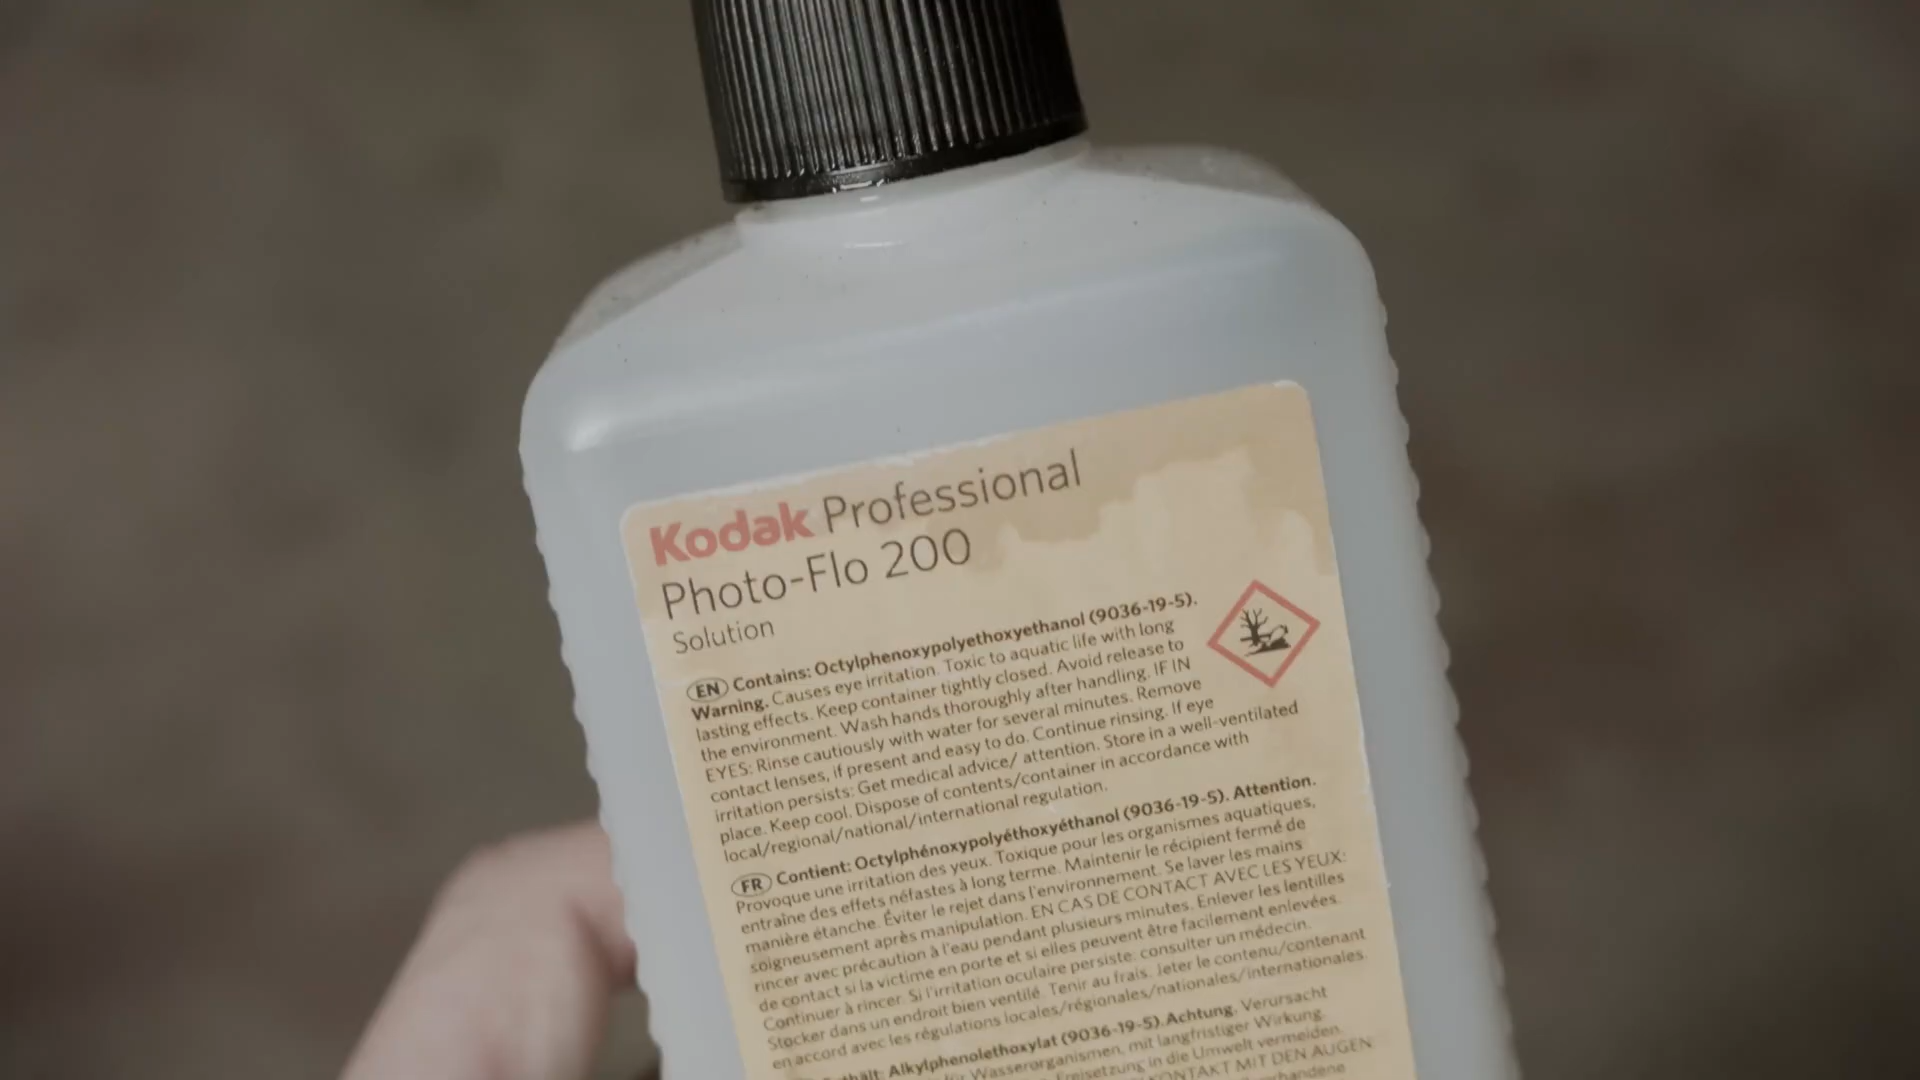 Kodak Professional
Photo-Flo 200
Solution
EN Contains: Octylphenoxypolyethoxyethanol (9036-19-5).
Warning. Causes eye irritation. Toxic to aquatic life with long
lasting effects. Keep container tightly closed. Avoid release to
the environment. Wash hands thoroughly after handling. IF IN
EYES: Rinse cautiously with water for several minutes. Remove
contact lenses, if present and easy to do. Continue rinsing. If eye
irritation persists: Get medical advice/ attention. Store in a well-ventilated
place. Keep cool. Dispose of contents/container in accordance with
local/regional/national/international regulation.
FR Contient: Octylphénoxypolyéthoxyéthanol (9036-19-5). Attention.
Provoque une irritation des yeux. Toxique pour les organismes aquatiques,
entraîne des effets néfastes à long terme. Maintenir le récipient fermé de
manière étanche. Éviter le rejet dans l'environnement. Se laver les mains
soigneusement après manipulation. EN CAS DE CONTACT AVEC LES YEUX:
rincer avec précaution à l'eau pendant plusieurs minutes. Enlever les lentilles
de contact si la victime en porte et si elles peuvent être facilement enlevées.
Continuer à rincer. Si l'irritation oculaire persiste: consulter un médecin.
Stocker dans un endroit bien ventilé. Tenir au frais. Jeter le contenu/contenant
en accord avec les régulations locales/régionales/nationales/internationales.
Alkylphenolethoxylat (9036-19-5). Achtung. Verursacht
für Wasserorganismen, mit langfristiger Wirkung.
Freisetzung in die Umwelt vermeiden.
KONTAKT MIT DEN AUGEN: